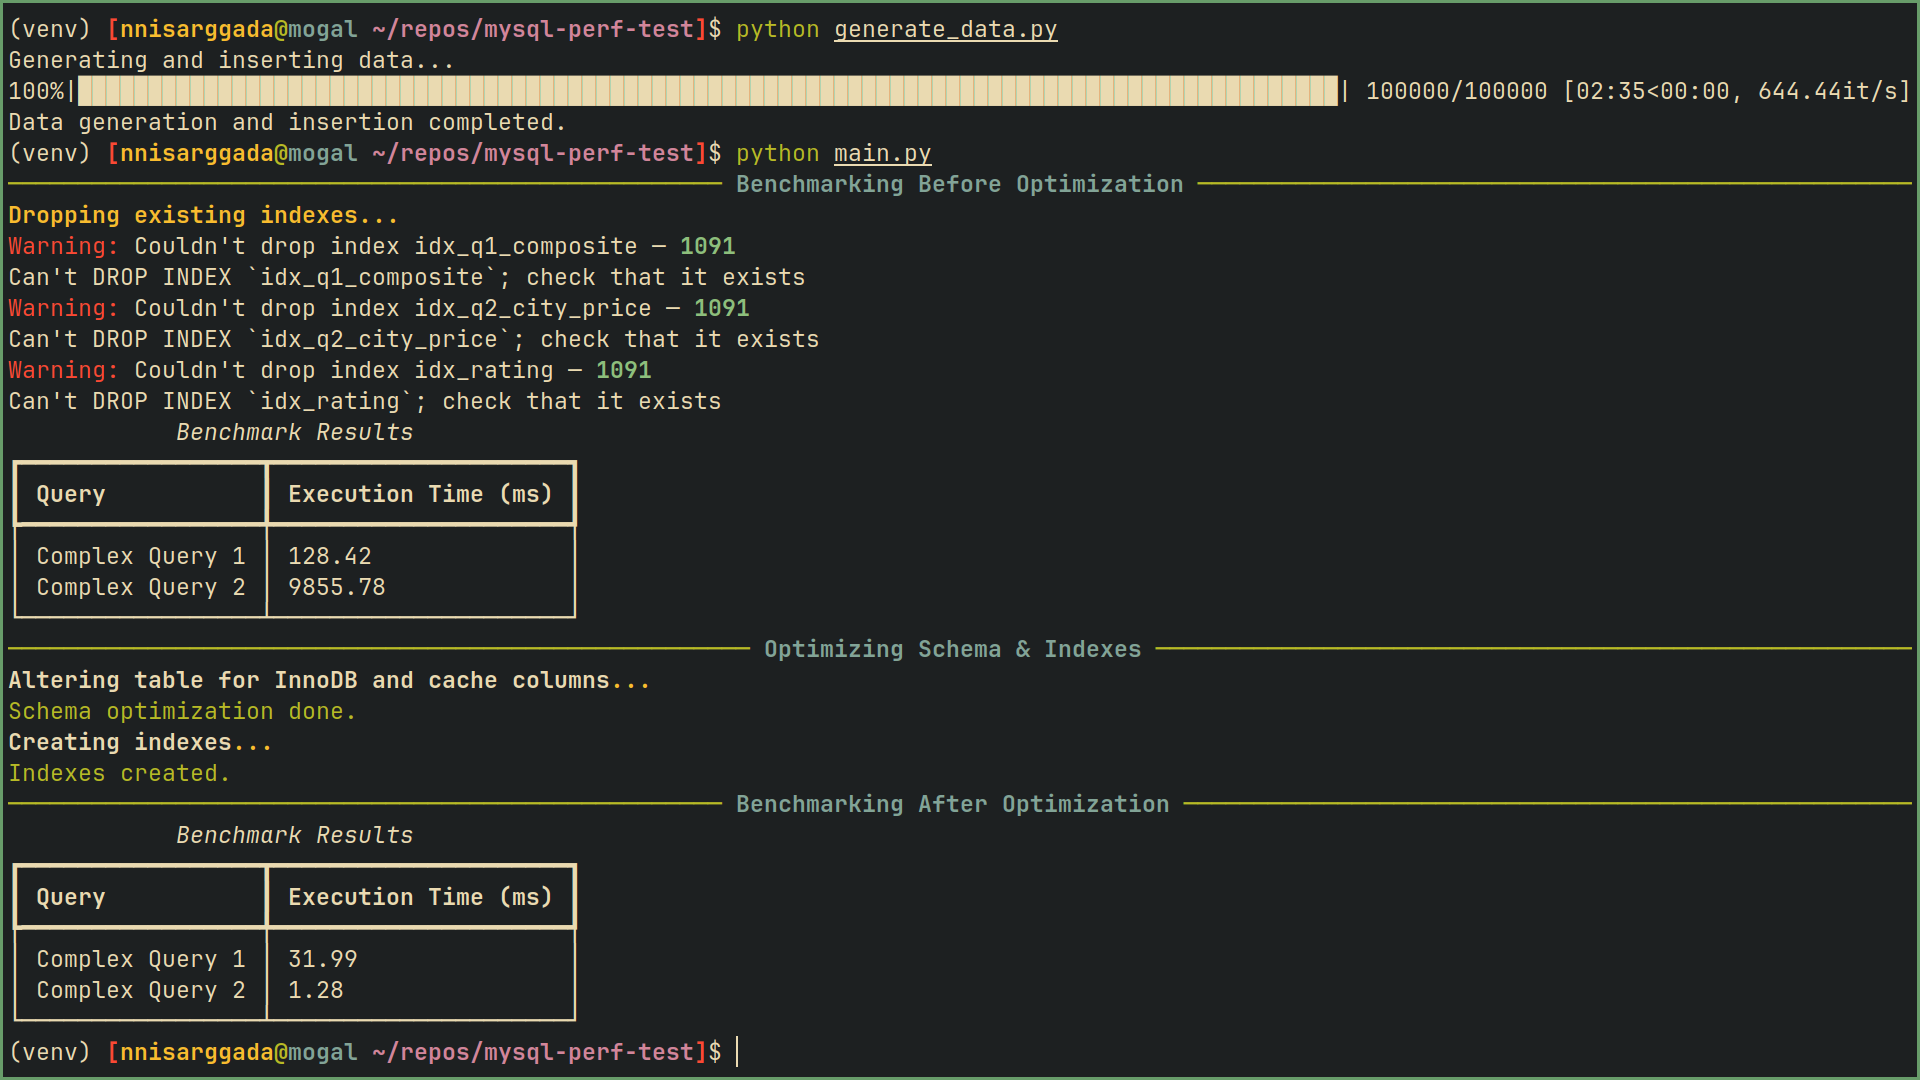 (venv) [nnisarggada@mogal ~/repos/mysql-perf-test]$ python generate_data.py
Generating and inserting data...
100%| | 100000/100000 [02:35<00:00, 644.44it/s]
Data generation and insertion completed.
(venv) [nnisarggada@mogal ~/repos/mysql-perf-test]$ python main.py
Benchmarking Before Optimization
Dropping existing indexes...
Warning: Couldn't drop index idx_q1_composite – 1091
Can't DROP INDEX `idx_q1_composite`; check that it exists
Warning: Couldn't drop index idx_q2_city_price – 1091
Can't DROP INDEX `idx_q2_city_price`; check that it exists
Warning: Couldn't drop index idx_rating – 1091
Can't DROP INDEX `idx_rating`; check that it exists
Benchmark Results
Query Execution Time (ms)
Complex Query 1 128.42
Complex Query 2 9855.78
Optimizing Schema & Indexes
Altering table for InnoDB and cache columns...
Schema optimization done.
Creating indexes...
Indexes created.
Benchmarking After Optimization
Benchmark Results
Query Execution Time (ms)
Complex Query 1 31.99
Complex Query 2 1.28
(venv) [nnisarggada@mogal ~/repos/mysql-perf-test]$